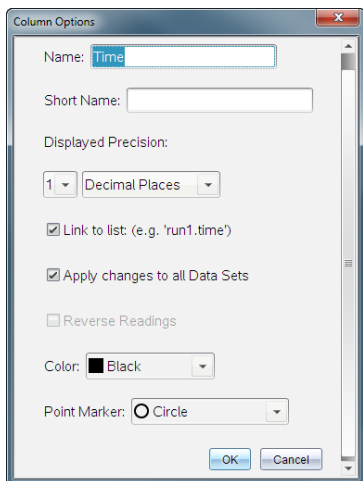 Column Options
Name: Time
Short Name:
Displayed Precision:
1 Decimal Places
Link to list: (e.g. 'run1.time')
Apply changes to all Data Sets
Reverse Readings
Color: Black
Point Marker: Circle
OK Cancel